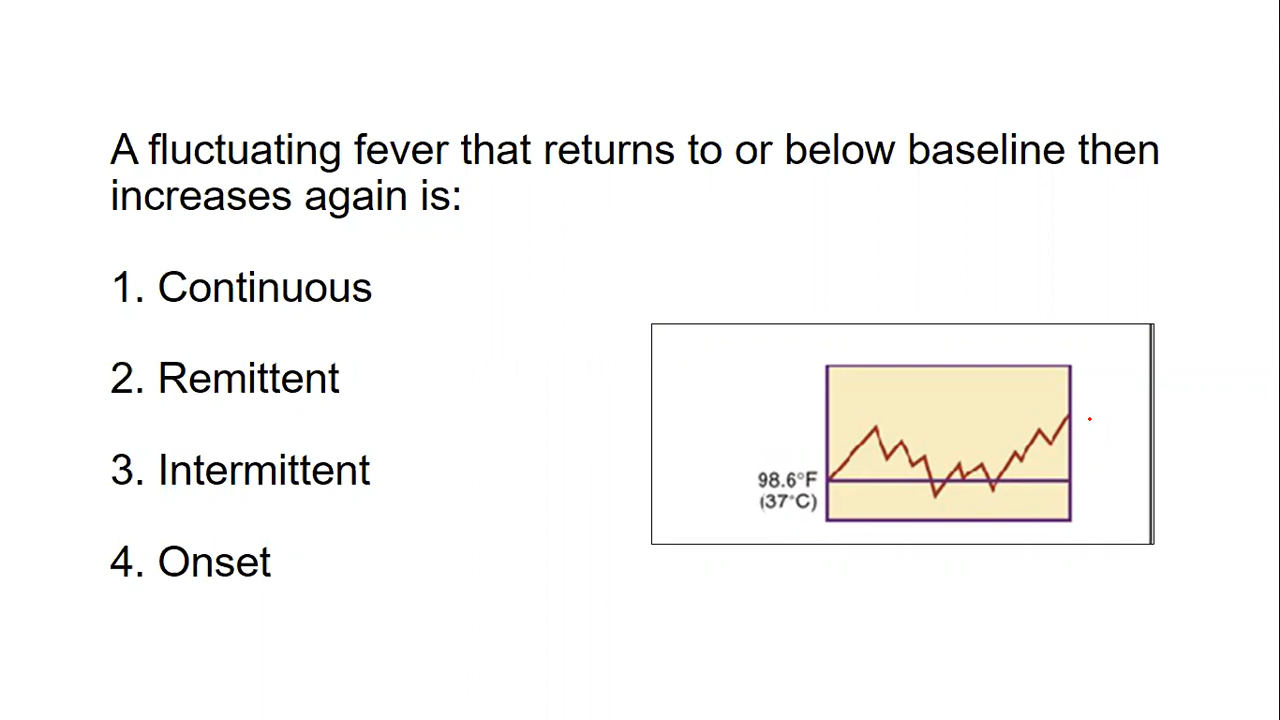 A fluctuating fever that returns to or below baseline then
increases again is:
1. Continuous
2. Remittent
3. Intermittent
4. Onset
98.6°F
(37°C)